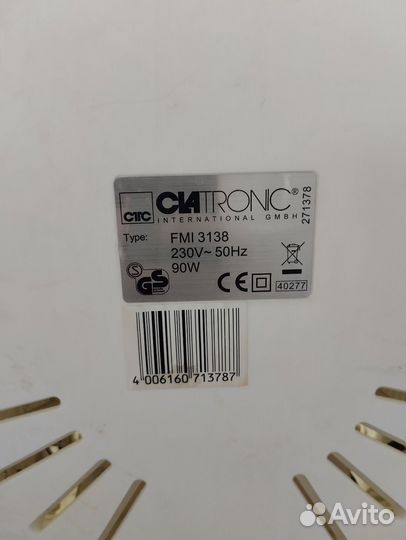 CTC
CLATRONIC®
INTERNATIONAL GMBH
271378
Type: FMI 3138
230V~ 50Hz
90W
S GS
CE
40277
4 006160 713787
Avito